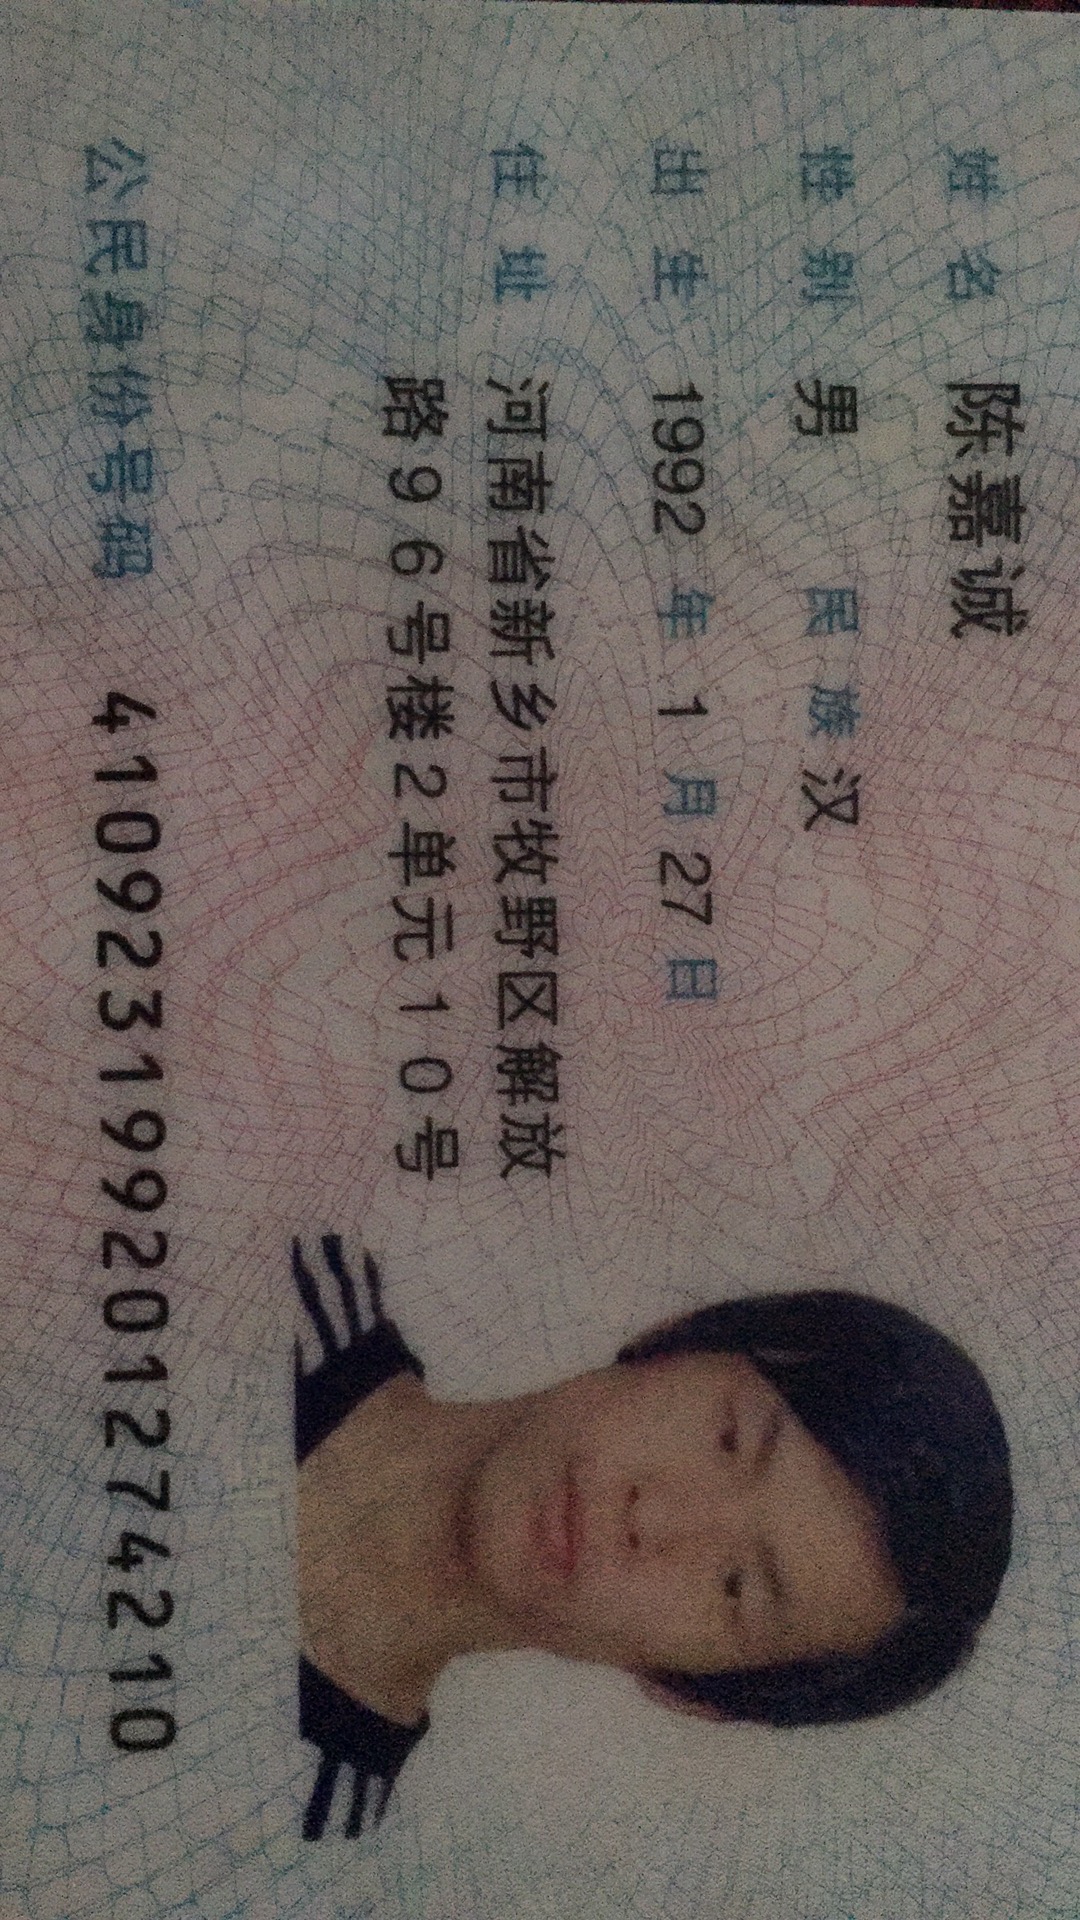 姓名 陈嘉诚
性别 男 民族 汉
出生 1992 年 1 月 27 日
住址 河南省新乡市牧野区解放
路96号楼2单元10号
公民身份号码 410923199201274210